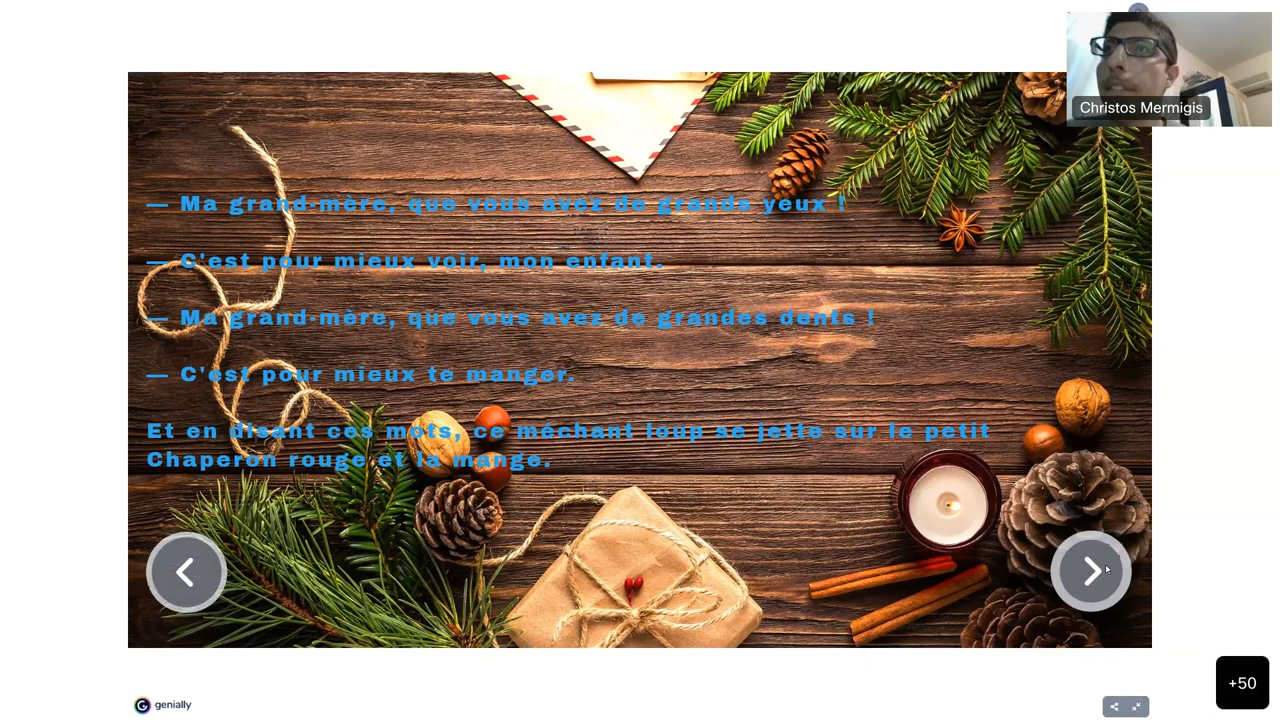 Christos Mermigis
— Ma grand-mère, que vous avez de grands yeux !
— C'est pour mieux voir, mon enfant.
— Ma grand-mère, que vous avez de grandes dents !
— C'est pour mieux te manger.
Et en disant ces mots, ce méchant loup se jette sur le petit
Chaperon rouge et la mange.
genially
+50